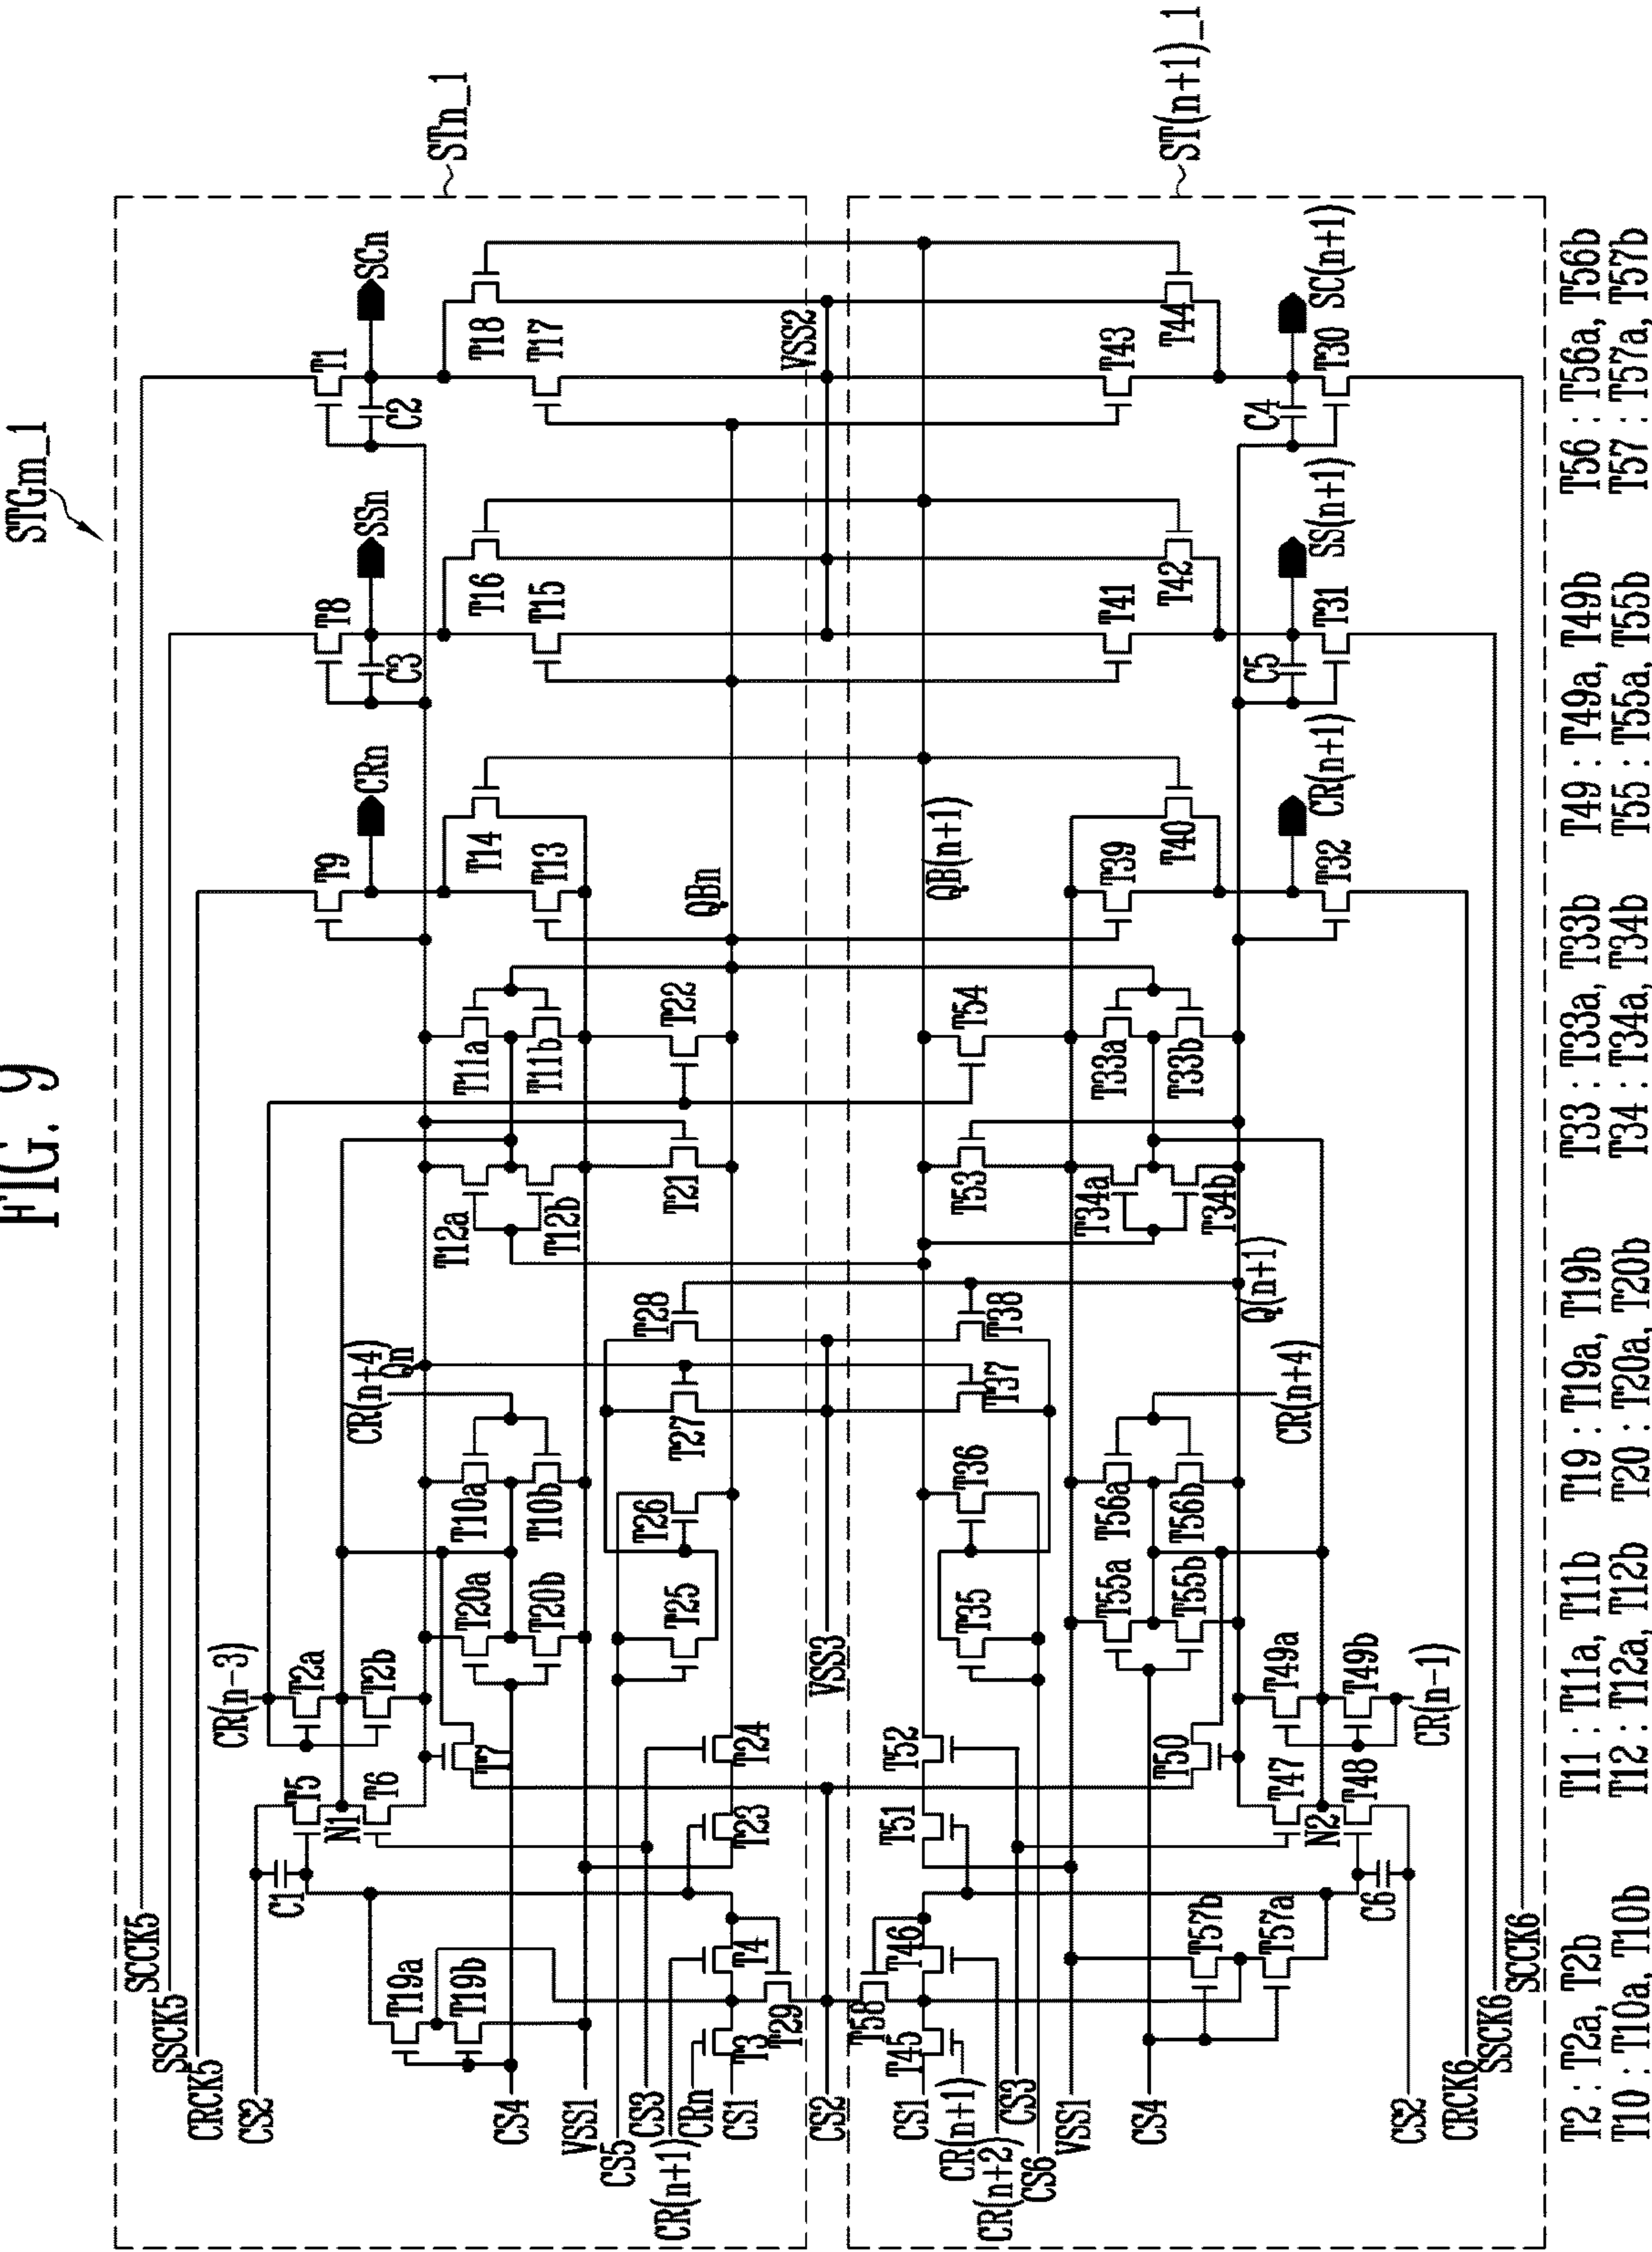 FIG. 9
STGm_1
STn_1
ST(n+1)_1
SCCK5
SSCK5
CRCK5
CS2
CS4
VSS1
CS5
CS3
CR(n+1)
CRn
CS1
CS2
CS1
CR(n+1)
CR(n+2)
CS3
CS6
VSS1
CS4
CS2
CRCK6
SSCK6
SCCK6
CR(n-3)
CR(n+4)
Qn
CRn
SSn
SCn
C1
T5
N1
T6
T2a
T2b
T9
T8
C3
T1
C2
T19a
T19b
T7
T20a
T20b
T10a
T10b
T12a
T12b
T11a
T11b
T14
T13
T16
T15
T18
T17
T3
T4
T29
T23
T24
T25
T26
T27
T28
T21
T22
QBn
VSS3
VSS2
T45
T46
T58
T51
T52
T35
T36
T37
T38
T53
T54
QB(n+1)
T57b
T57a
T50
T55a
T55b
T56a
T56b
T34a
T34b
T33a
T33b
T39
T40
T41
T42
T43
T44
C6
T47
N2
T48
T49a
T49b
CR(n-1)
CR(n+4)
Q(n+1)
T32
CR(n+1)
C5
T31
SS(n+1)
C4
T30
SC(n+1)
T2 : T2a, T2b
T10 : T10a, T10b
T11 : T11a, T11b
T12 : T12a, T12b
T19 : T19a, T19b
T20 : T20a, T20b
T33 : T33a, T33b
T34 : T34a, T34b
T49 : T49a, T49b
T55 : T55a, T55b
T56 : T56a, T56b
T57 : T57a, T57b